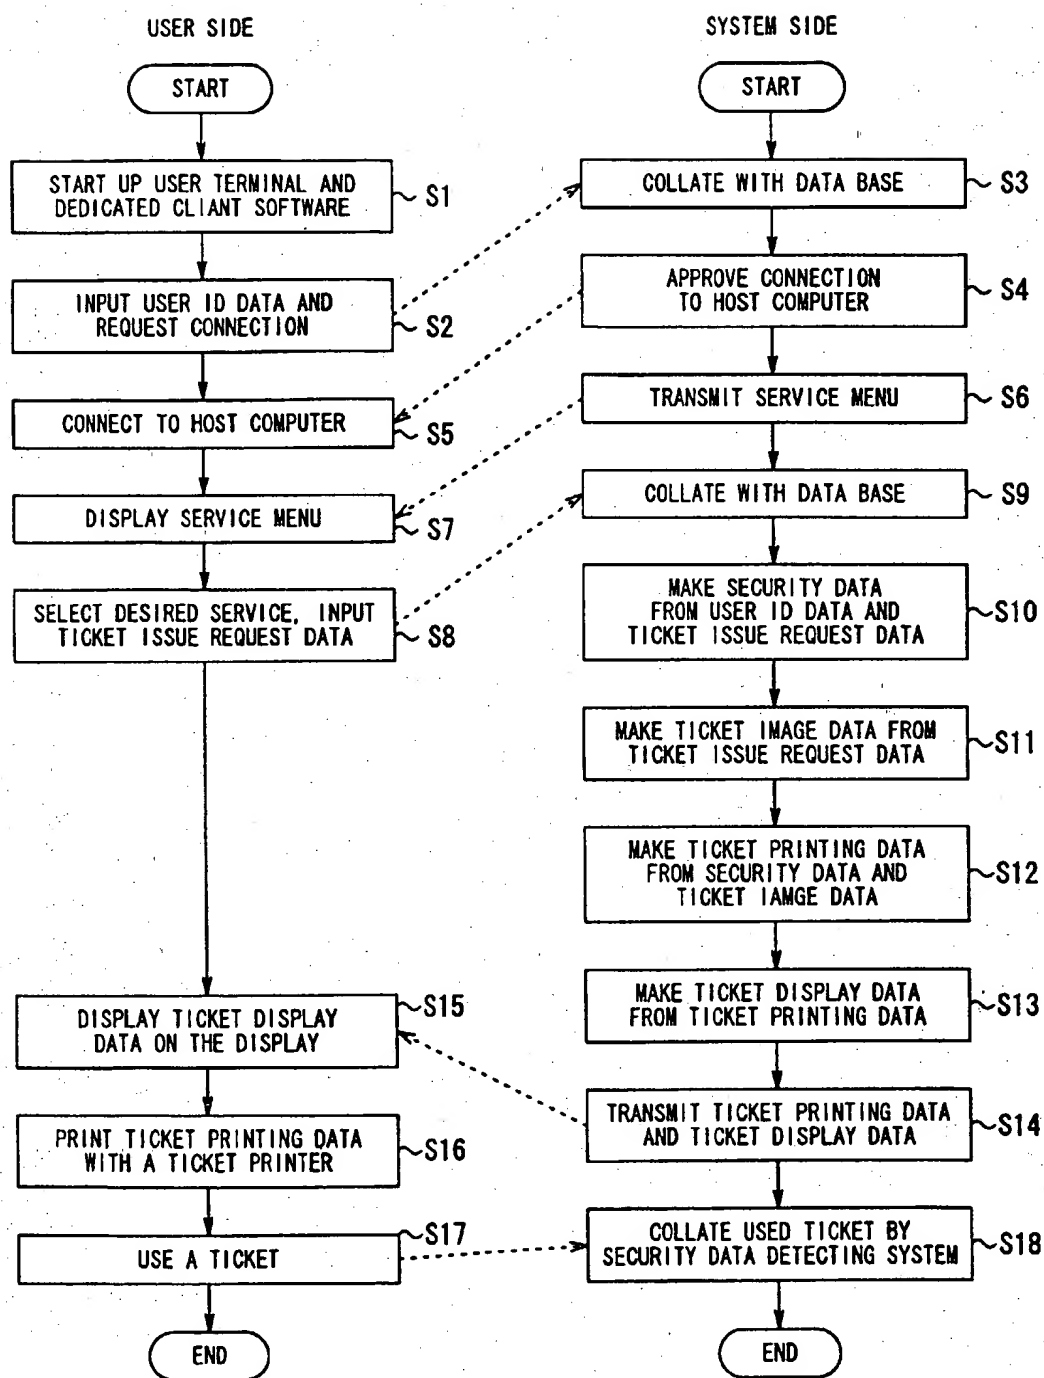 USER SIDE
START
START UP USER TERMINAL AND
DEDICATED CLIANT SOFTWARE
S1
INPUT USER ID DATA AND
REQUEST CONNECTION
S2
CONNECT TO HOST COMPUTER
S5
DISPLAY SERVICE MENU
S7
SELECT DESIRED SERVICE, INPUT
TICKET ISSUE REQUEST DATA
S8
DISPLAY TICKET DISPLAY
DATA ON THE DISPLAY
S15
PRINT TICKET PRINTING DATA
WITH A TICKET PRINTER
S16
USE A TICKET
S17
END
SYSTEM SIDE
START
COLLATE WITH DATA BASE
S3
APPROVE CONNECTION
TO HOST COMPUTER
S4
TRANSMIT SERVICE MENU
S6
COLLATE WITH DATA BASE
S9
MAKE SECURITY DATA
FROM USER ID DATA AND
TICKET ISSUE REQUEST DATA
S10
MAKE TICKET IMAGE DATA FROM
TICKET ISSUE REQUEST DATA
S11
MAKE TICKET PRINTING DATA
FROM SECURITY DATA AND
TICKET IAMGE DATA
S12
MAKE TICKET DISPLAY DATA
FROM TICKET PRINTING DATA
S13
TRANSMIT TICKET PRINTING DATA
AND TICKET DISPLAY DATA
S14
COLLATE USED TICKET BY
SECURITY DATA DETECTING SYSTEM
S18
END